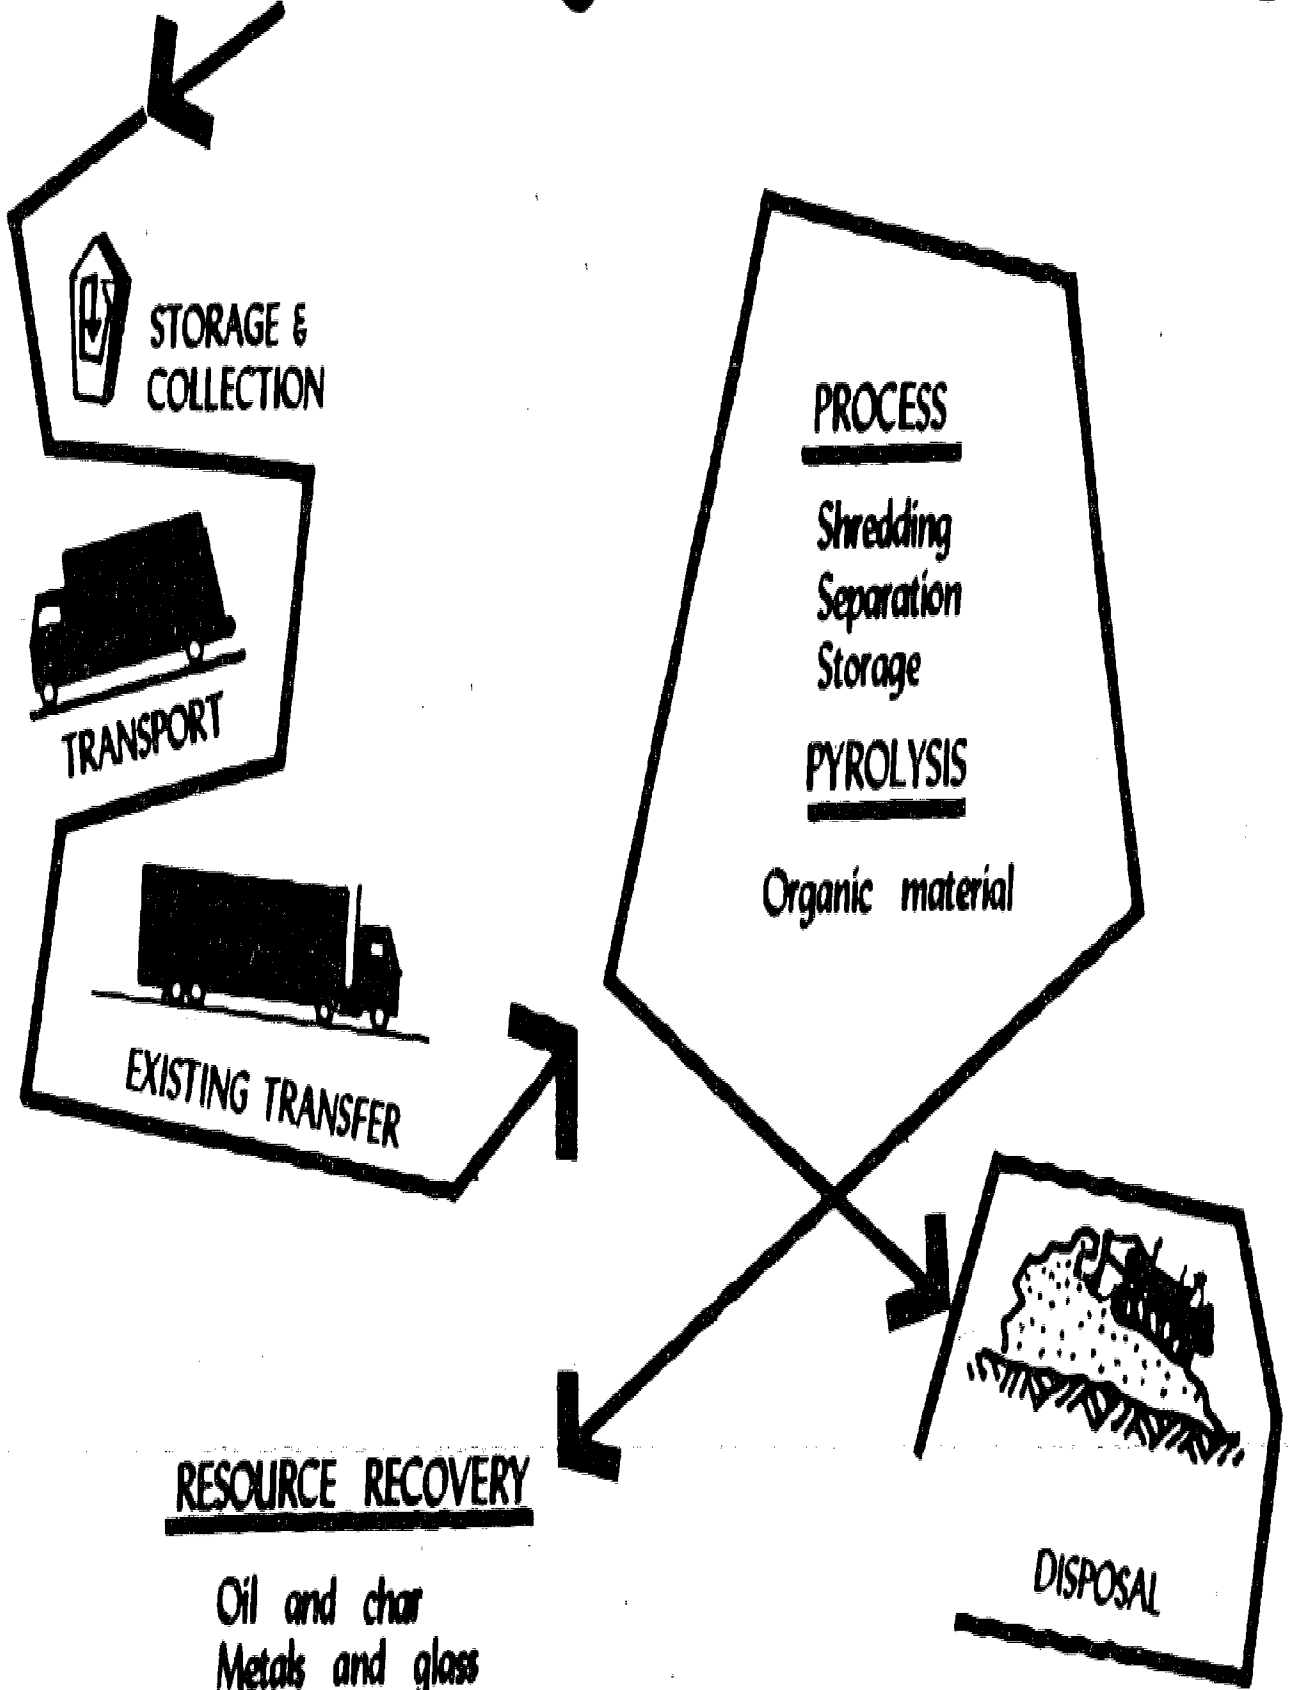 STORAGE &
COLLECTION
TRANSPORT
EXISTING TRANSFER
PROCESS
Shredding
Separation
Storage
PYROLYSIS
Organic material
RESOURCE RECOVERY
Oil and char
Metals and glass
DISPOSAL